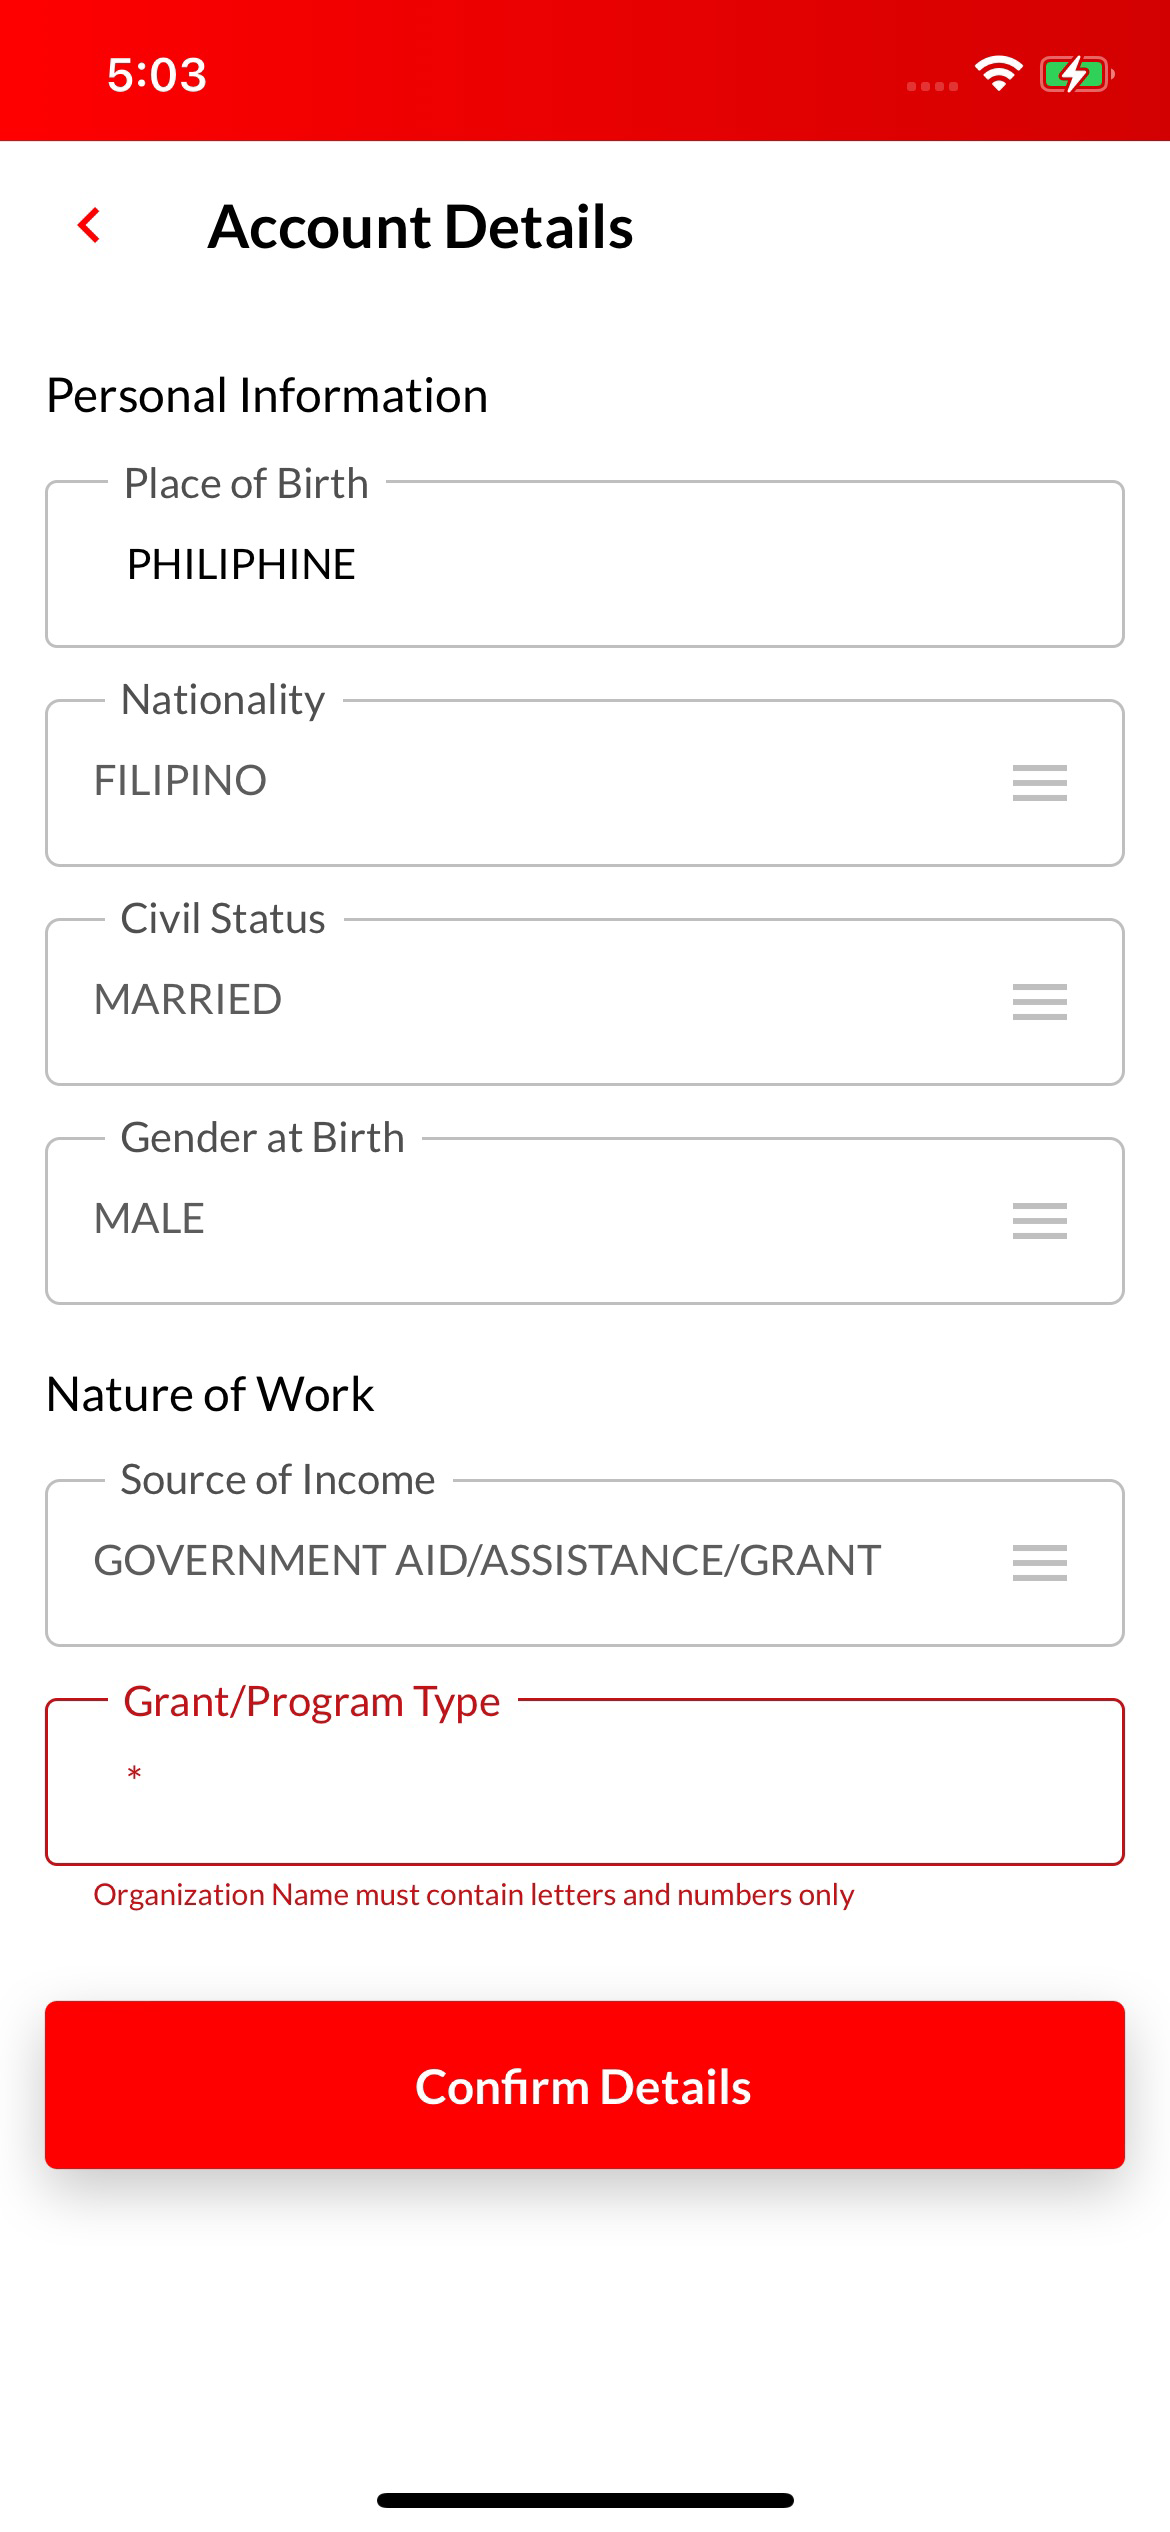 5:03
Account Details
Personal Information
Place of Birth
PHILIPHINE
Nationality
FILIPINO
Civil Status
MARRIED
Gender at Birth
MALE
Nature of Work
Source of Income
GOVERNMENT AID/ASSISTANCE/GRANT
Grant/Program Type
*
Organization Name must contain letters and numbers only
Confirm Details